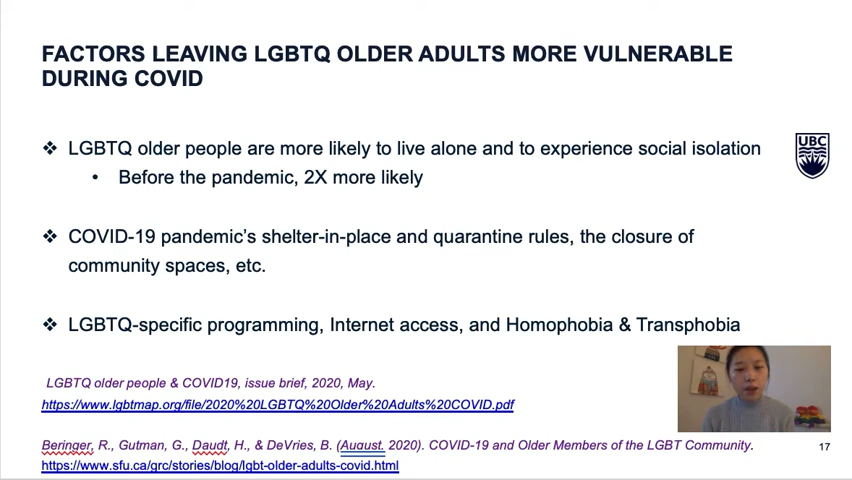 FACTORS LEAVING LGBTQ OLDER ADULTS MORE VULNERABLE
DURING COVID
❖ LGBTQ older people are more likely to live alone and to experience social isolation
• Before the pandemic, 2X more likely
UBC
❖ COVID-19 pandemic's shelter-in-place and quarantine rules, the closure of
community spaces, etc.
❖ LGBTQ-specific programming, Internet access, and Homophobia & Transphobia
LGBTQ older people & COVID19, issue brief, 2020, May.
https://www.lgbtmap.org/file/2020%20LGBTQ%20Older%20Adults%20COVID.pdf
Beringer, R., Gutman, G., Daudt, H., & DeVries, B. (August. 2020). COVID-19 and Older Members of the LGBT Community.
17
https://www.sfu.ca/grc/stories/blog/lgbt-older-adults-covid.html